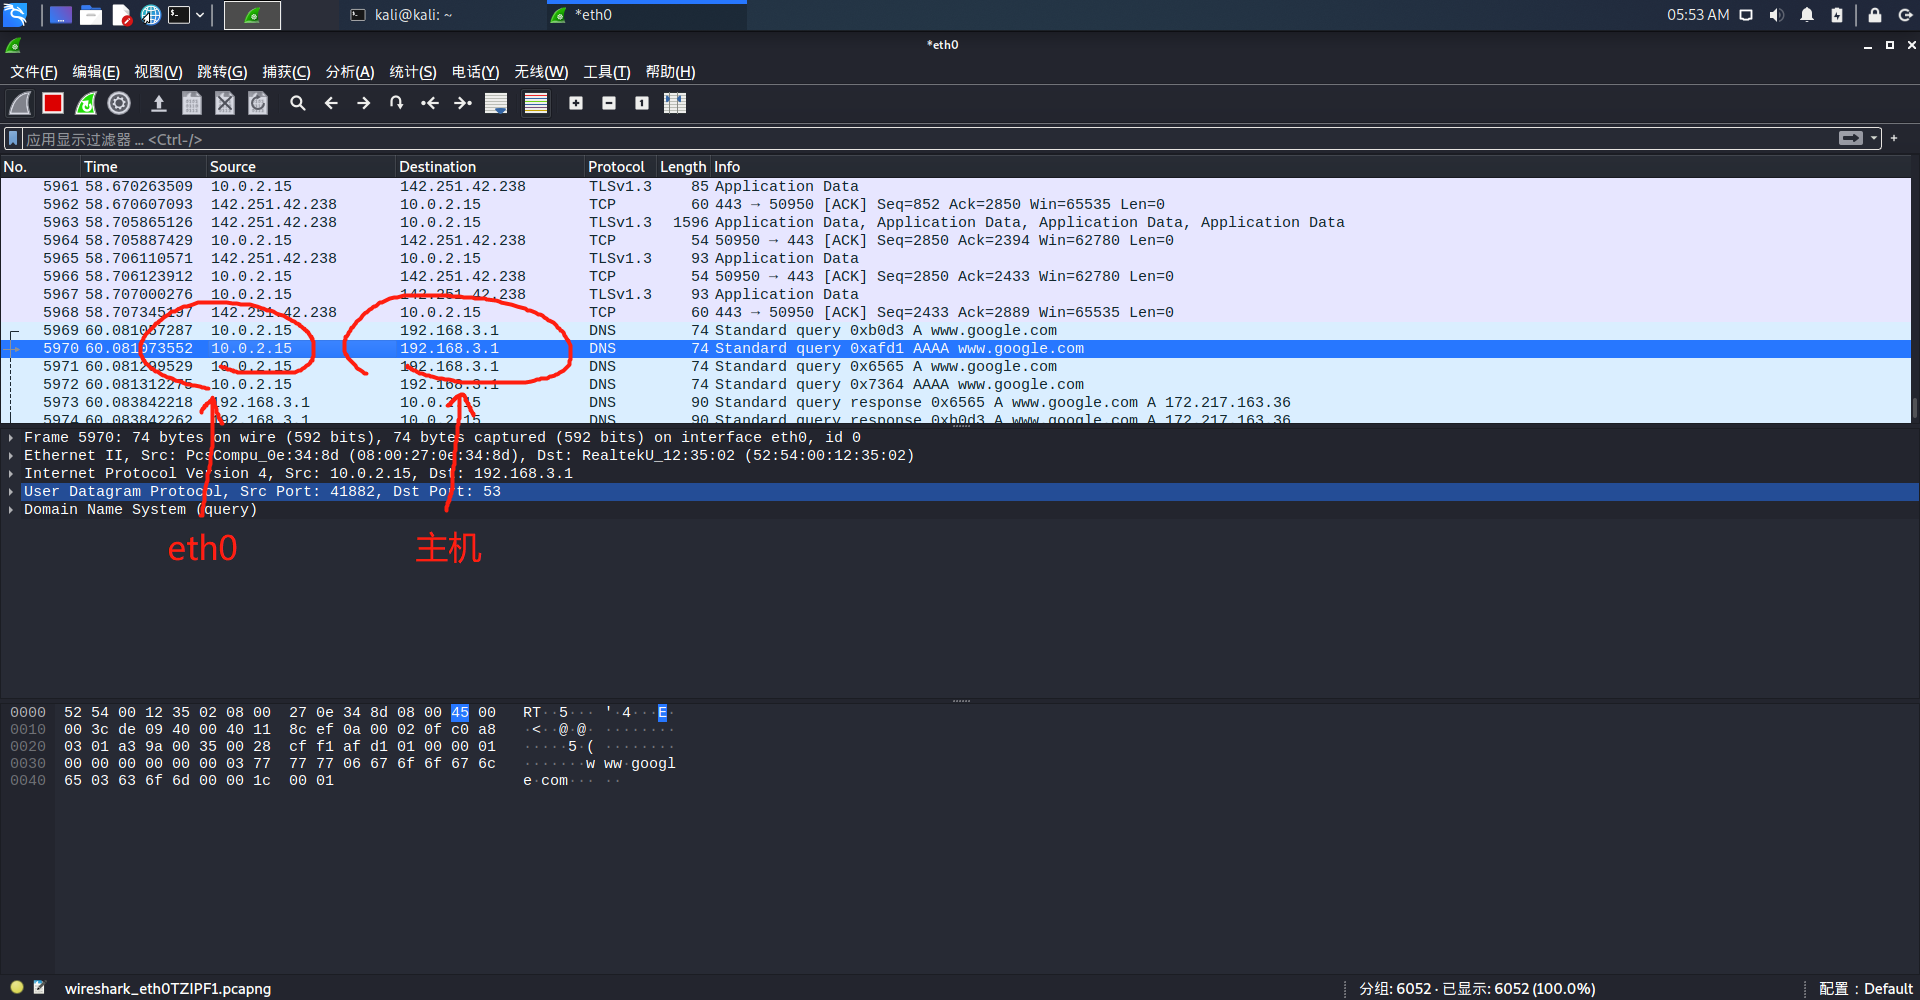 kali@kali: ~
*eth0
05:53 AM
*eth0
文件(F) 编辑(E) 视图(V) 跳转(G) 捕获(C) 分析(A) 统计(S) 电话(Y) 无线(W) 工具(T) 帮助(H)
应用显示过滤器 … <Ctrl-/>
No. Time Source Destination Protocol Length Info
5961 58.670263509 10.0.2.15 142.251.42.238 TLSv1.3 85 Application Data
5962 58.670607093 142.251.42.238 10.0.2.15 TCP 60 443 → 50950 [ACK] Seq=852 Ack=2850 Win=65535 Len=0
5963 58.705865126 142.251.42.238 10.0.2.15 TLSv1.3 1596 Application Data, Application Data, Application Data, Application Data
5964 58.705887429 10.0.2.15 142.251.42.238 TCP 54 50950 → 443 [ACK] Seq=2850 Ack=2394 Win=62780 Len=0
5965 58.706110571 142.251.42.238 10.0.2.15 TLSv1.3 93 Application Data
5966 58.706123912 10.0.2.15 142.251.42.238 TCP 54 50950 → 443 [ACK] Seq=2850 Ack=2433 Win=62780 Len=0
5967 58.707000276 10.0.2.15 142.251.42.238 TLSv1.3 93 Application Data
5968 58.707345197 142.251.42.238 10.0.2.15 TCP 60 443 → 50950 [ACK] Seq=2433 Ack=2889 Win=65535 Len=0
5969 60.081057287 10.0.2.15 192.168.3.1 DNS 74 Standard query 0xb0d3 A www.google.com
5970 60.081073552 10.0.2.15 192.168.3.1 DNS 74 Standard query 0xafd1 AAAA www.google.com
5971 60.081299529 10.0.2.15 192.168.3.1 DNS 74 Standard query 0x6565 A www.google.com
5972 60.081312275 10.0.2.15 192.168.3.1 DNS 74 Standard query 0x7364 AAAA www.google.com
5973 60.083842218 192.168.3.1 10.0.2.15 DNS 90 Standard query response 0x6565 A www.google.com A 172.217.163.36
5974 60.083842262 192.168.3.1 10.0.2.15 DNS 90 Standard query response 0xb0d3 A www.google.com A 172.217.163.36
Frame 5970: 74 bytes on wire (592 bits), 74 bytes captured (592 bits) on interface eth0, id 0
Ethernet II, Src: PcsCompu_0e:34:8d (08:00:27:0e:34:8d), Dst: RealtekU_12:35:02 (52:54:00:12:35:02)
Internet Protocol Version 4, Src: 10.0.2.15, Dst: 192.168.3.1
User Datagram Protocol, Src Port: 41882, Dst Port: 53
Domain Name System (query)
eth0 主机
0000 52 54 00 12 35 02 08 00 27 0e 34 8d 08 00 45 00 RT··5···'·4···E·
0010 00 3c de 09 40 00 40 11 8c ef 0a 00 02 0f c0 a8 ·<··@·@·········
0020 03 01 a3 9a 00 35 00 28 cf f1 af d1 01 00 00 01 ·····5·(········
0030 00 00 00 00 00 00 03 77 77 77 06 67 6f 6f 67 6c ·······w ww·googl
0040 65 03 63 6f 6d 00 00 1c 00 01 e·com··· ··
wireshark_eth0TZIPF1.pcapng
分组: 6052 · 已显示: 6052 (100.0%)
配置：Default